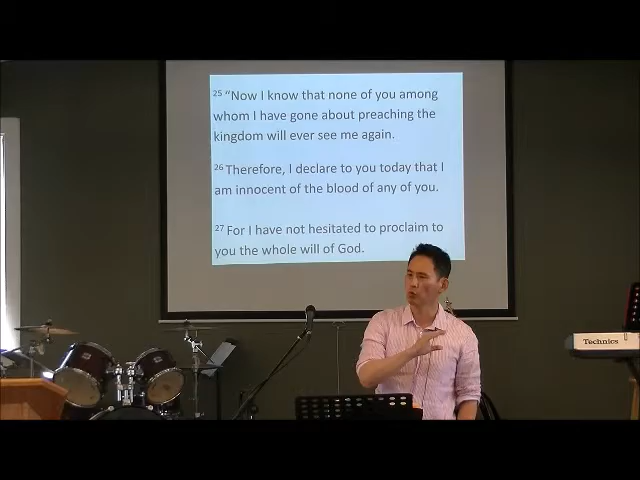 25 “Now I know that none of you among
whom I have gone about preaching the
kingdom will ever see me again.
26 Therefore, I declare to you today that I
am innocent of the blood of any of you.
27 For I have not hesitated to proclaim to
you the whole will of God.
Technics